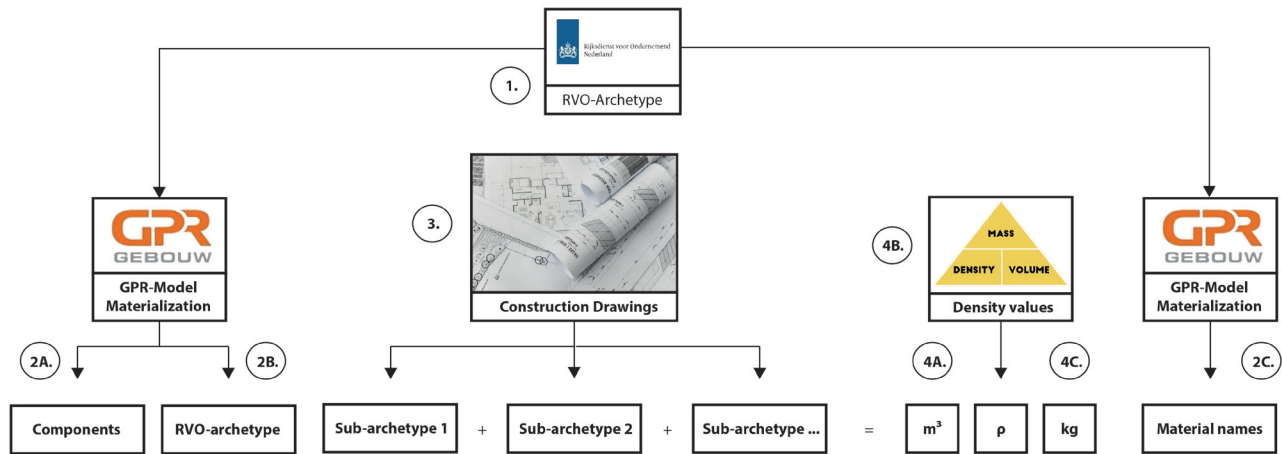 Rijksdienst voor Ondernemend
Nederland
1.
RVO-Archetype
GPR
GEBOUW
GPR-Model
Materialization
3.
Construction Drawings
4B.
MASS
DENSITY
VOLUME
Density values
GPR
GEBOUW
GPR-Model
Materialization
2A.
2B.
4A.
4C.
2C.
Components
RVO-archetype
Sub-archetype 1
+
Sub-archetype 2
+
Sub-archetype ...
=
m³
ρ
kg
Material names